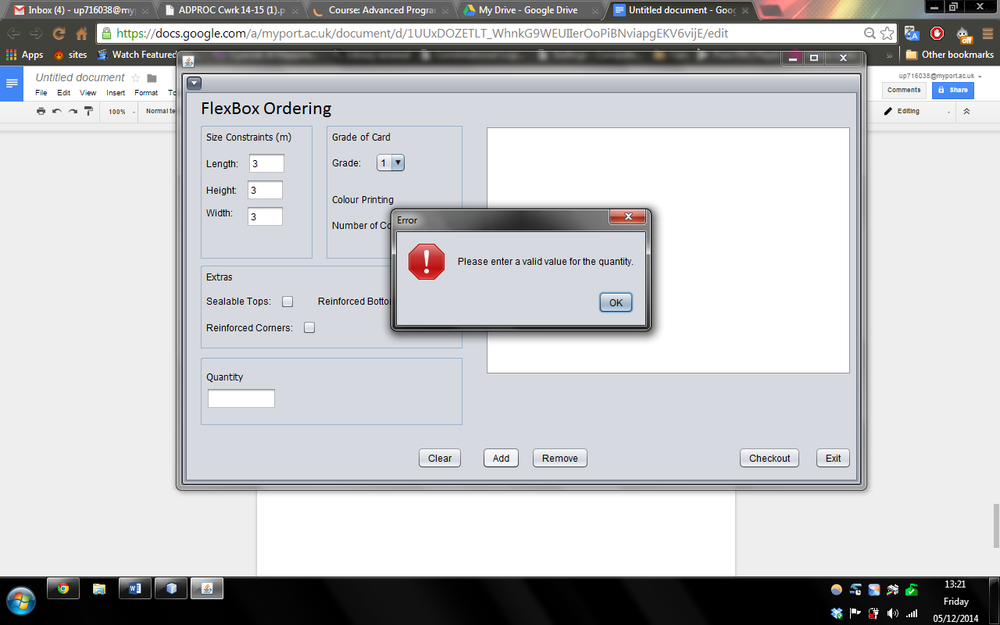 Inbox (4) - up716038@my
ADPROC Cwrk 14-15 (1).p
Course: Advanced Progra
My Drive - Google Drive
Untitled document - Goo
https://docs.google.com/a/myport.ac.uk/document/d/1UUxDOZETLT_WhnkG9WEUIIerOoPiBNviapgEKV6vijE/edit
Apps
sites
Watch Featured
Other bookmarks
Untitled document
up716038@myport.ac.uk
File Edit View Insert Format To
Comments
Share
100%
Normal te
Editing
FlexBox Ordering
Size Constraints (m)
Length: 3
Height: 3
Width: 3
Grade of Card
Grade: 1
Colour Printing
Number of Co
Error
Please enter a valid value for the quantity.
OK
Extras
Sealable Tops:
Reinforced Botto
Reinforced Corners:
Quantity
Clear
Add
Remove
Checkout
Exit
off
13:21
Friday
05/12/2014